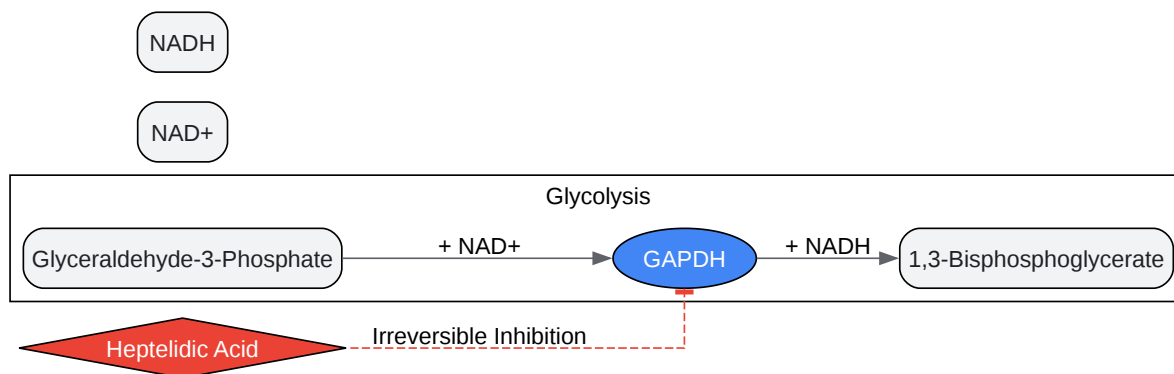 NADH
NAD+
Glycolysis
Glyceraldehyde-3-Phosphate
+ NAD+
GAPDH
+ NADH
1,3-Bisphosphoglycerate
Heptelidic Acid
Irreversible Inhibition